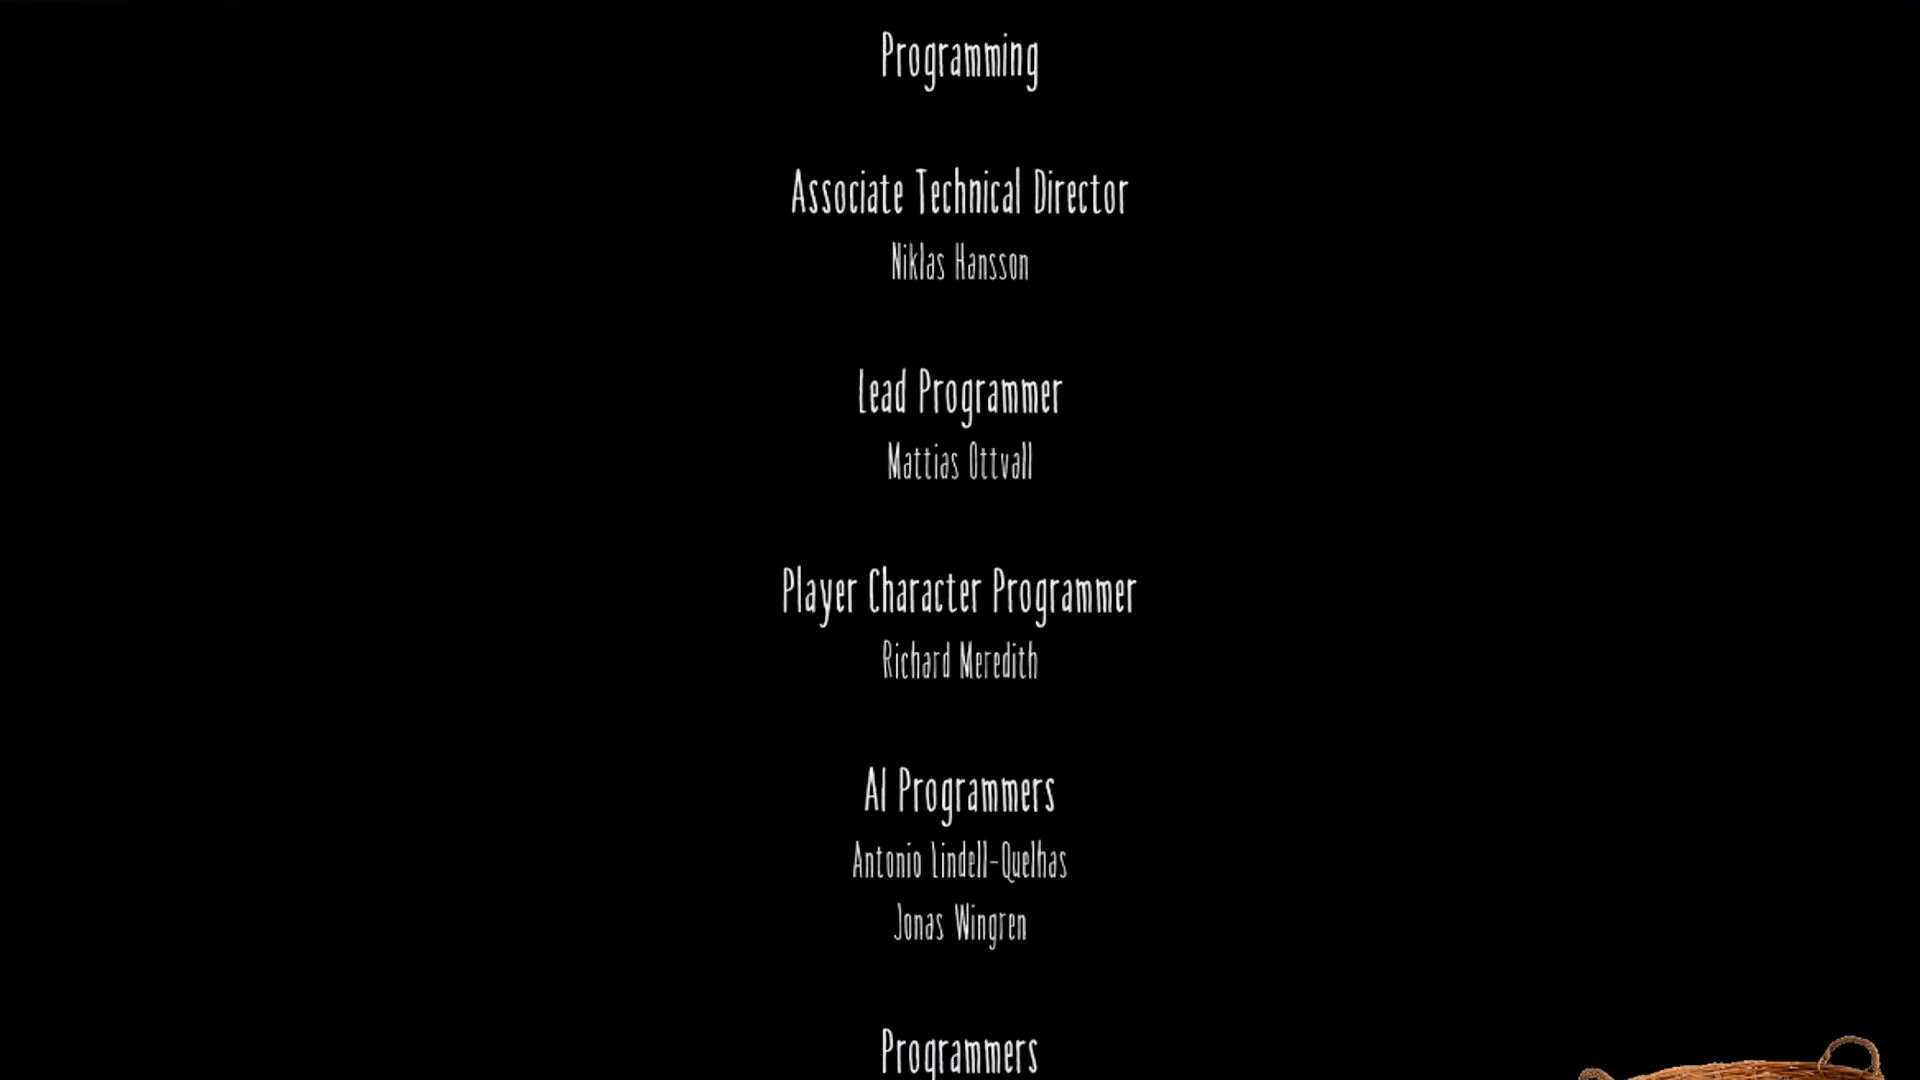 Programming
Associate Technical Director
Niklas Hansson
Lead Programmer
Mattias Ottvall
Player Character Programmer
Richard Meredith
AI Programmers
Antonio Lindell-Quelhas
Jonas Wingren
Programmers